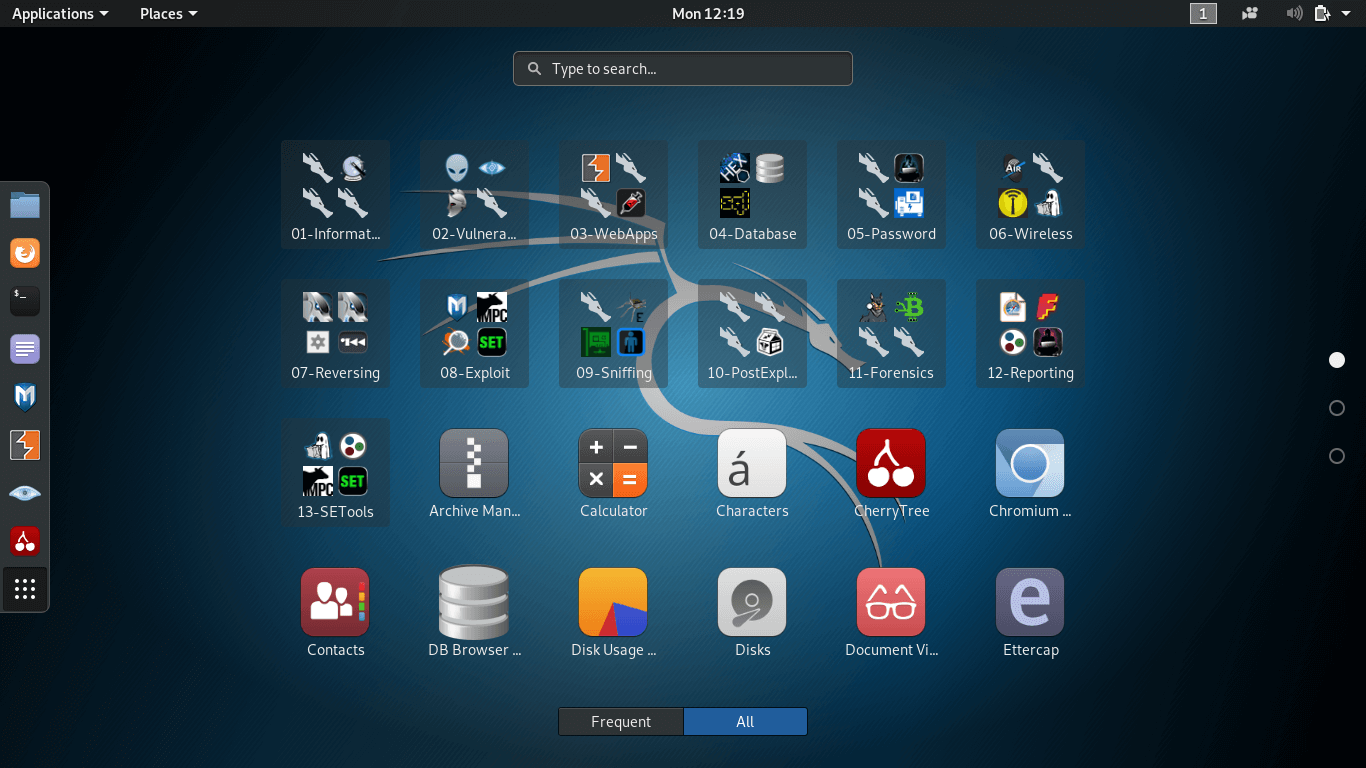 Applications
Places
Mon 12:19
1
Type to search...
01-Informat...
02-Vulnera...
03-WebApps
04-Database
05-Password
06-Wireless
07-Reversing
08-Exploit
09-Sniffing
10-PostExpl...
11-Forensics
12-Reporting
13-SETools
Archive Man...
Calculator
Characters
CherryTree
Chromium ...
Contacts
DB Browser ...
Disk Usage ...
Disks
Document Vi...
Ettercap
Frequent
All